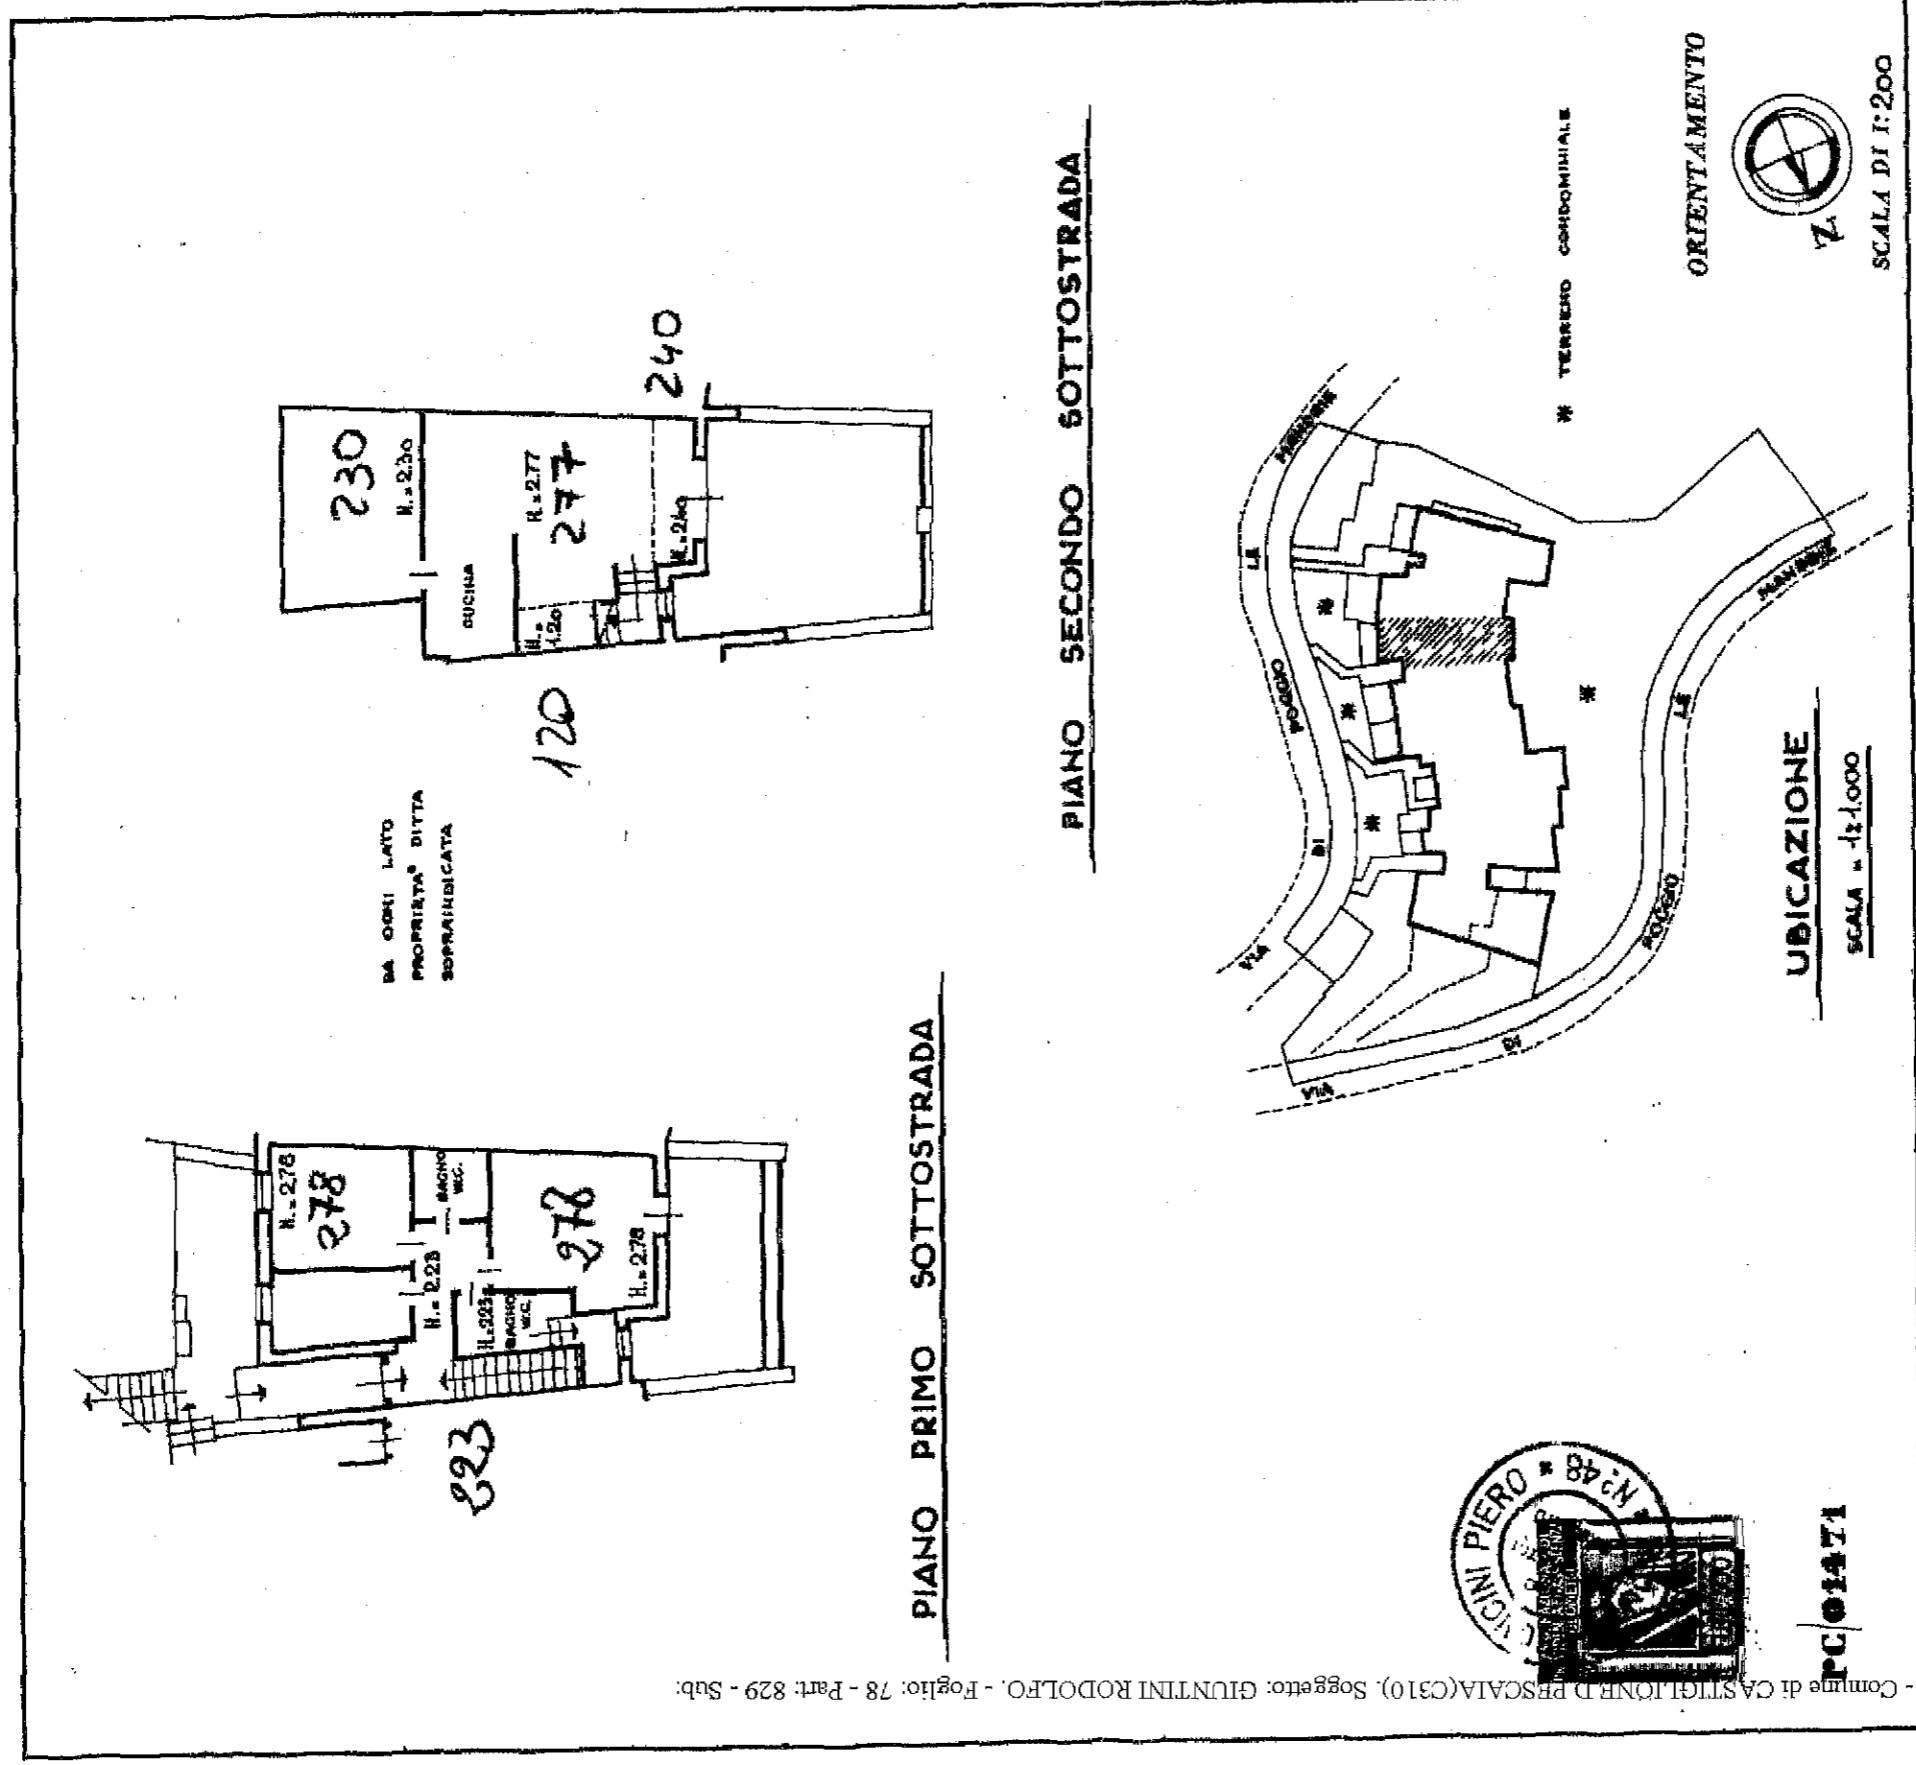 PIANO PRIMO SOTTOSTRADA
H.=2.78
278
BAGNO
W.C.
H.=2.23
H.=2.23
BAGNO
W.C.
278
H.=2.78
223
DA OGNI LATO
PROPRIETA' DITTA
SOPRAINDICATA
PIANO SECONDO SOTTOSTRADA
230
H.=2.30
CUCINA
H.=2.77
277
H.=
1.20
H.=2.40
240
120
VIA DI POGGIO LE MANDRIE
VIA DI POGGIO LE MANDRIE
UBICAZIONE
SCALA = 1:1.000
* TERRENO CONDOMINIALE
ORIENTAMENTO
N
SCALA DI 1:200
PIERO * N° 48 *
PC 01471
- Comune di CASTIGLIONE D PESCAIA(C310). Soggetto: GIUNTINI RODOLFO. - Foglio: 78 - Part: 829 - Sub: